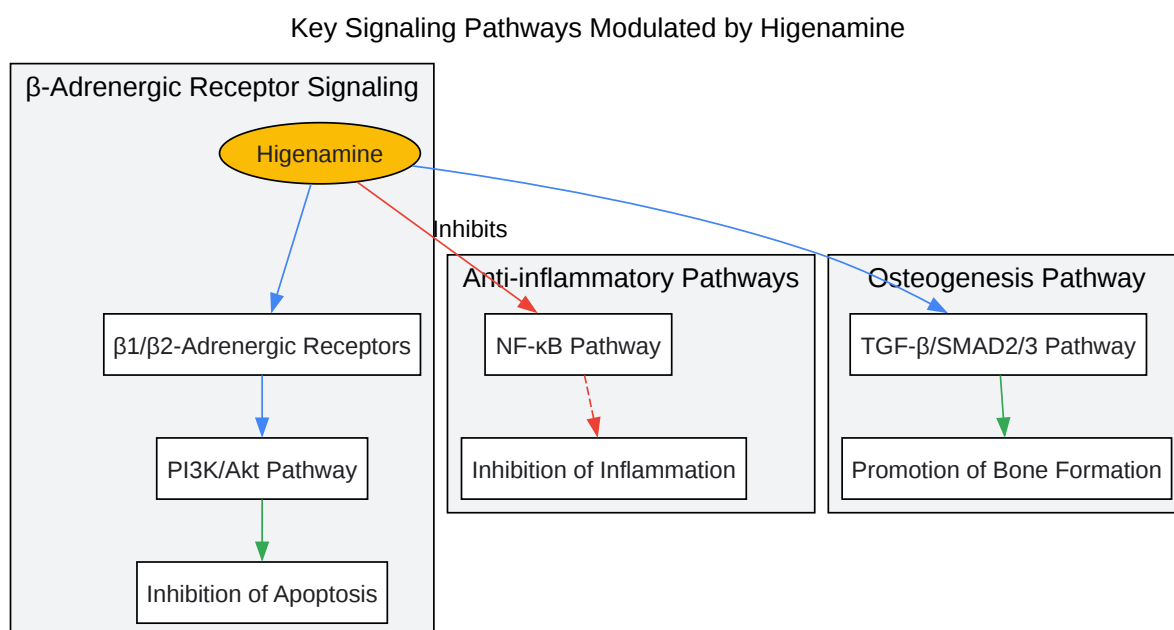 Key Signaling Pathways Modulated by Higenamine
β-Adrenergic Receptor Signaling
Higenamine
Inhibits
Anti-inflammatory Pathways
Osteogenesis Pathway
β1/β2-Adrenergic Receptors
NF-κB Pathway
TGF-β/SMAD2/3 Pathway
PI3K/Akt Pathway
Inhibition of Inflammation
Promotion of Bone Formation
Inhibition of Apoptosis